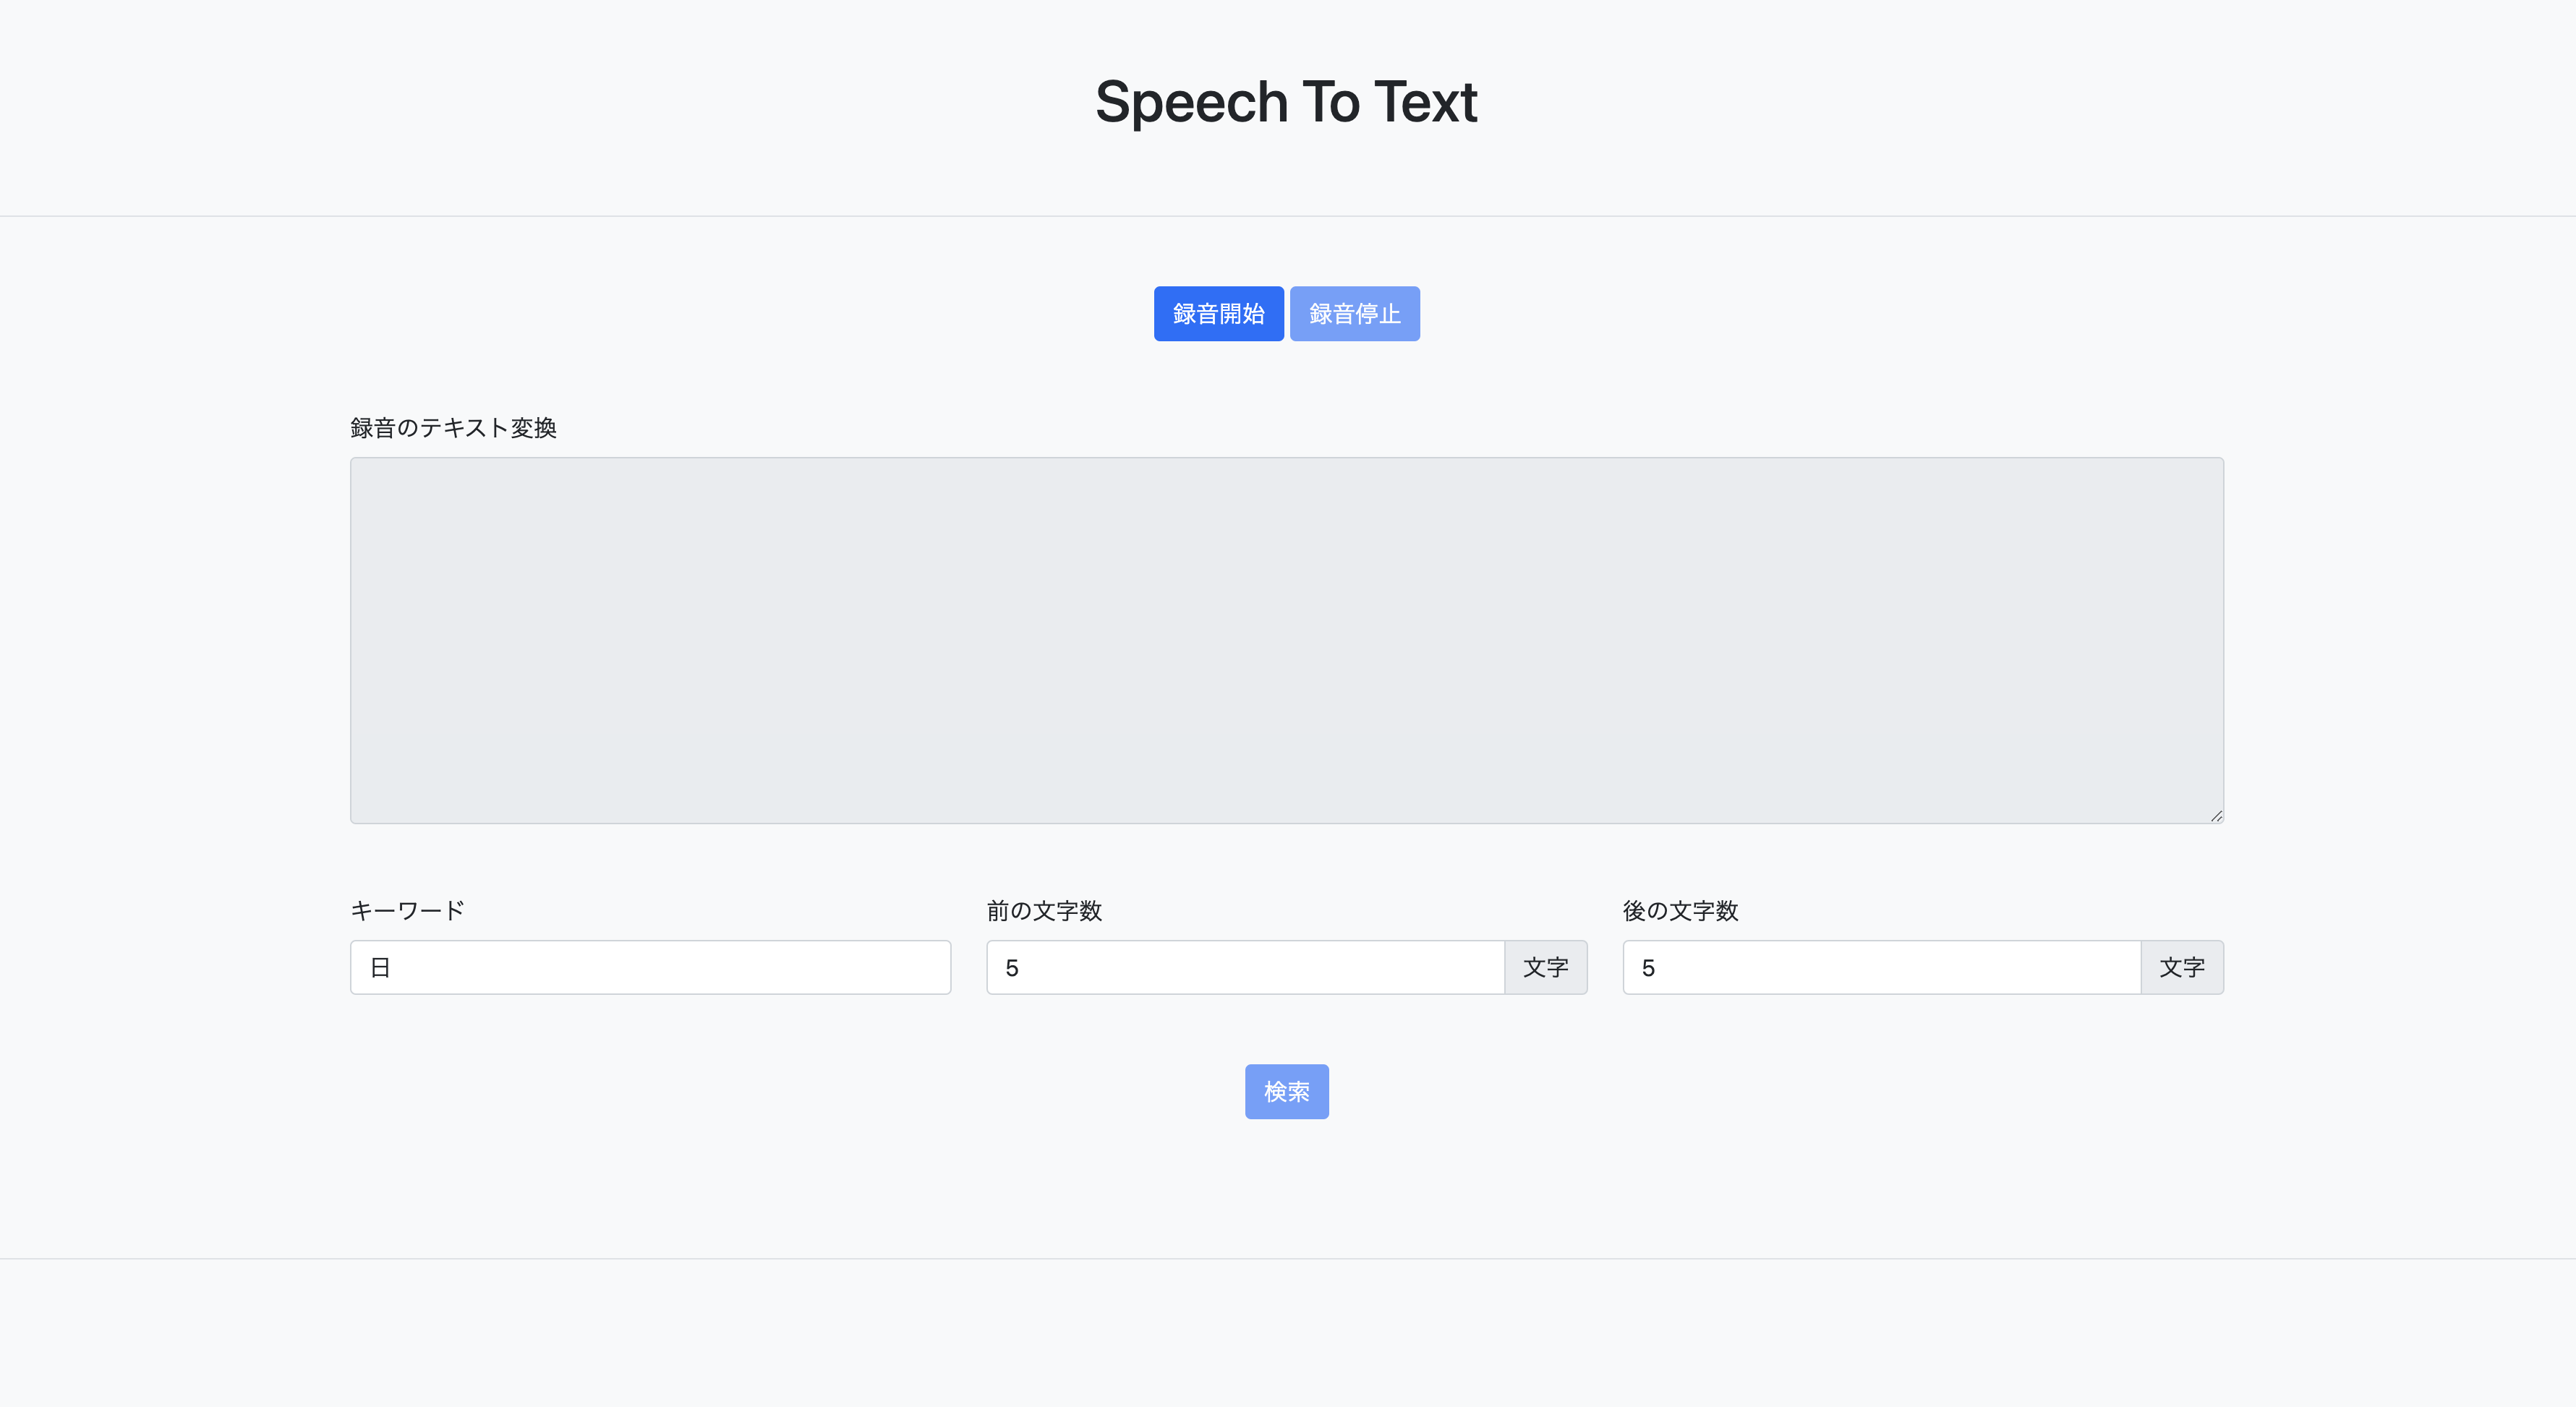 Speech To Text
録音開始 録音停止
録音のテキスト変換
キーワード 前の文字数 後の文字数
日 5 文字 5 文字
検索